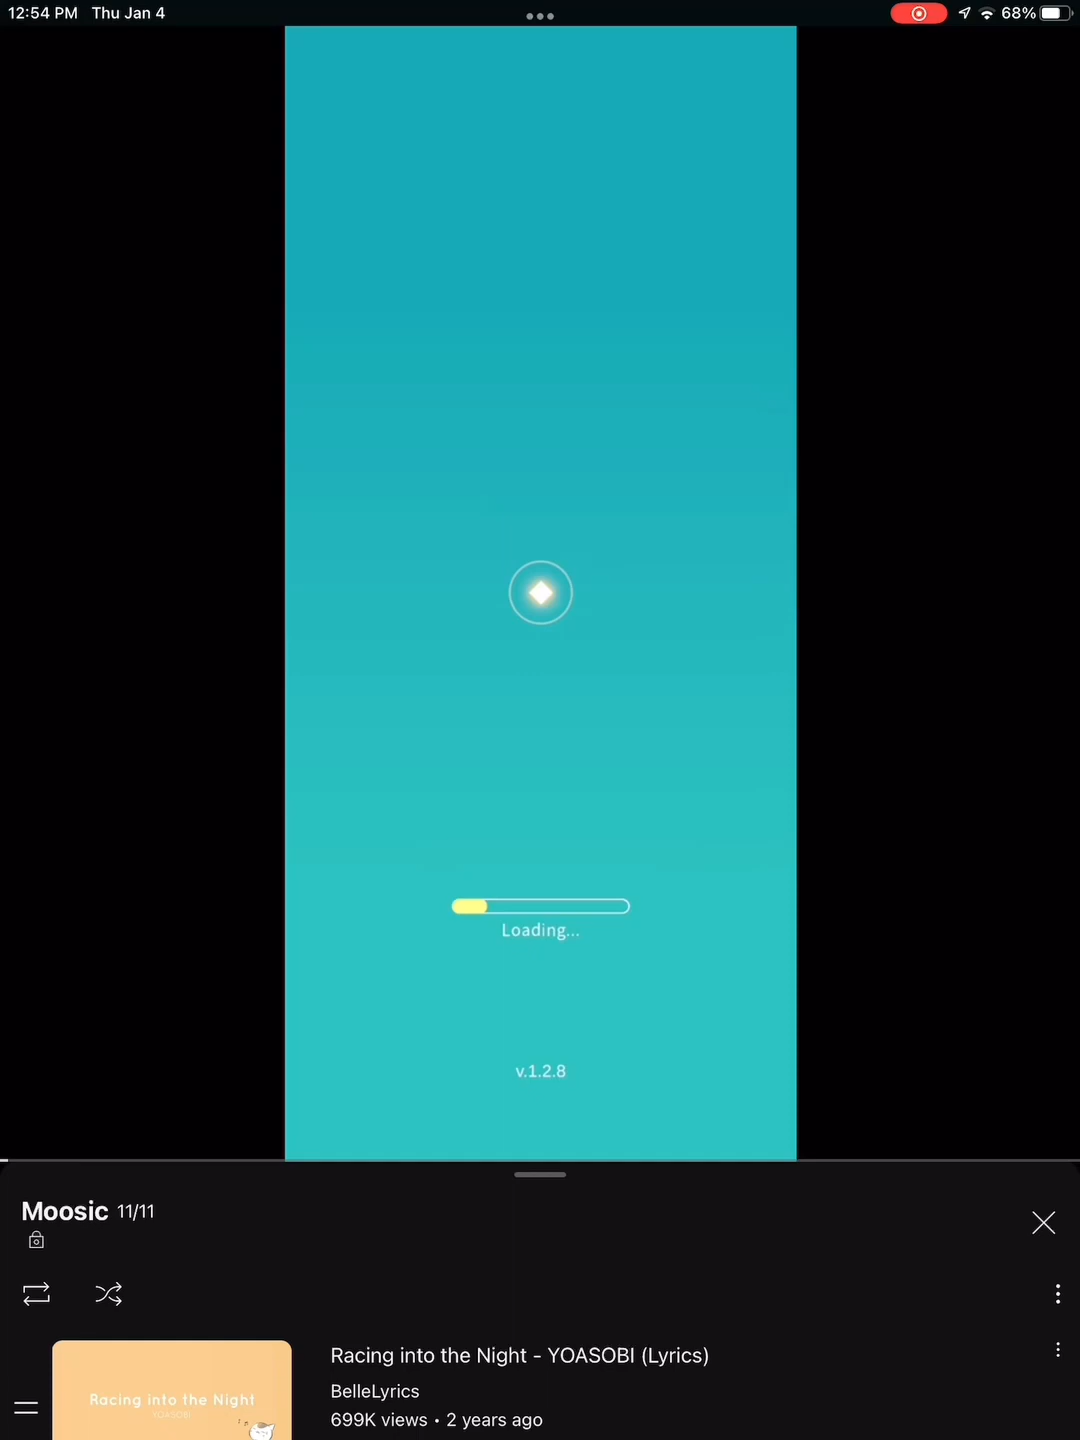 12:54 PM Thu Jan 4
68%
Loading...
v.1.2.8
Moosic 11/11
Racing into the Night
YOASOBI
Racing into the Night - YOASOBI (Lyrics)
BelleLyrics
699K views • 2 years ago